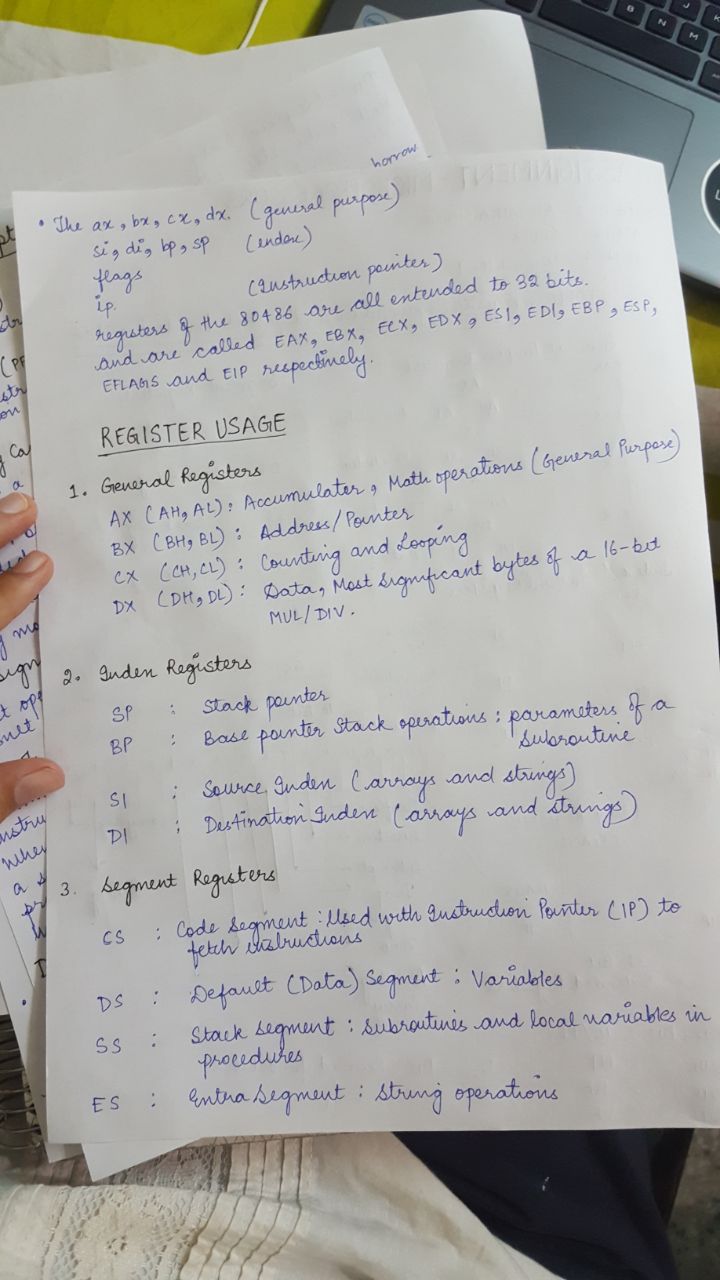 borrow
• The ax, bx, cx, dx. (general purpose)
si, di, bp, sp (index)
flags
ip. (Instruction pointer)
registers of the 80486 are all extended to 32 bits.
and are called EAX, EBX, ECX, EDX, ESI, EDI, EBP, ESP,
EFLAGS and EIP respectively.
REGISTER USAGE
1. General Registers
AX (AH, AL): Accumulator, Math operations (General Purpose)
BX (BH, BL): Address/Pointer
CX (CH, CL): Counting and Looping
DX (DH, DL): Data, Most significant bytes of a 16-bit
MUL/DIV.
2. Index Registers
SP : Stack pointer
BP : Base pointer Stack operations : parameters of a
subroutine
SI : Source Index (arrays and strings)
DI : Destination Index (arrays and strings)
3. Segment Registers
CS : Code Segment : Used with Instruction Pointer (IP) to
fetch instructions
DS : Default (Data) Segment : Variables
SS : Stack segment : subroutines and local variables in
procedures
ES : Extra Segment : String operations